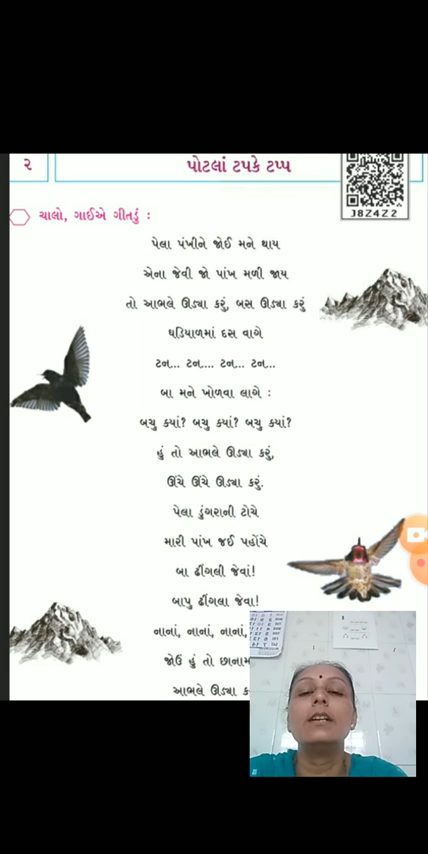 ૨
પોટલાં ટપકે ટપ્પ
J8Z4Z2
ચાલો, ગાઈએ ગીતડું :
પેલા પંખીને જોઈ મને થાય
એના જેવી જો પાંખ મળી જાય
તો આભલે ઊડ્યા કરું, બસ ઊડ્યા કરું
ઘડિયાળમાં દસ વાગે
ટન... ટન.... ટન... ટન...
બા મને ખોળવા લાગે :
બચુ ક્યાં? બચુ ક્યાં? બચુ ક્યાં?
હું તો આભલે ઊડ્યા કરું,
ઊંચે ઊંચે ઊડ્યા કરું.
પેલા ડુંગરાની ટોચે
મારી પાંખ જઈ પહોંચે
બા ઢીંગલી જેવાં!
બાપુ ઢીંગલા જેવા!
નાનાં, નાનાં, નાનાં,
જોઉં હું તો છાનામ
આભલે ઊડ્યા ક